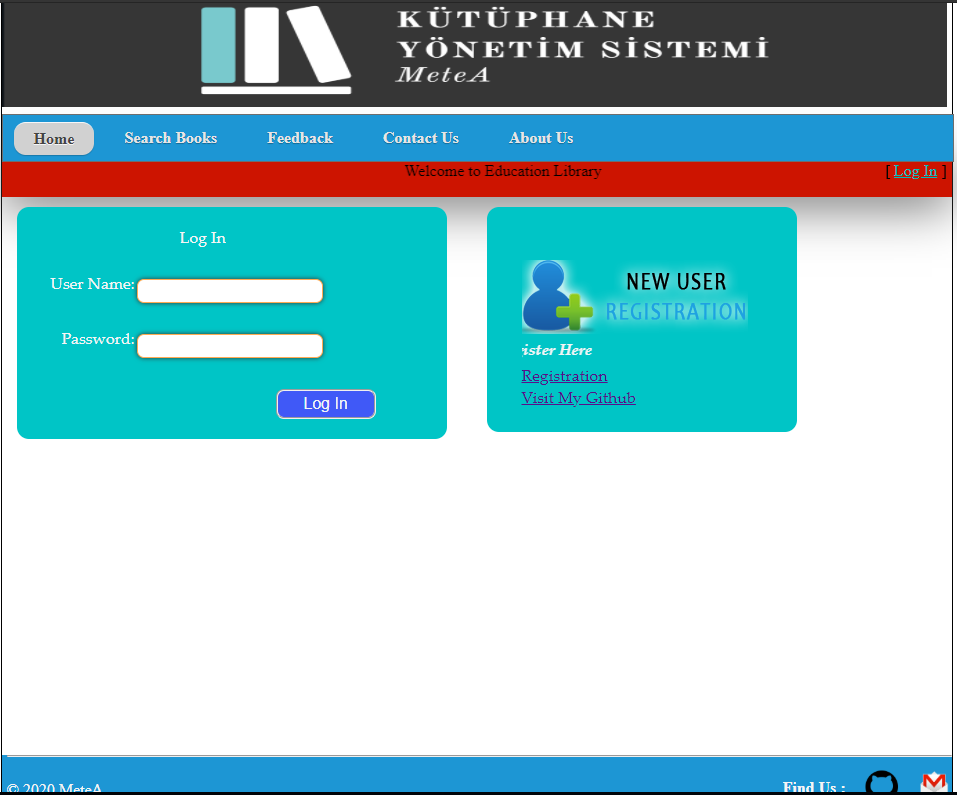 KÜTÜPHANE
YÖNETİM SİSTEMİ
MeteA
Home Search Books Feedback Contact Us About Us
Welcome to Education Library [ Log In ]
Log In
User Name:
Password:
Log In
NEW USER
REGISTRATION
ister Here
Registration
Visit My Github
© 2020 MeteA Find Us :